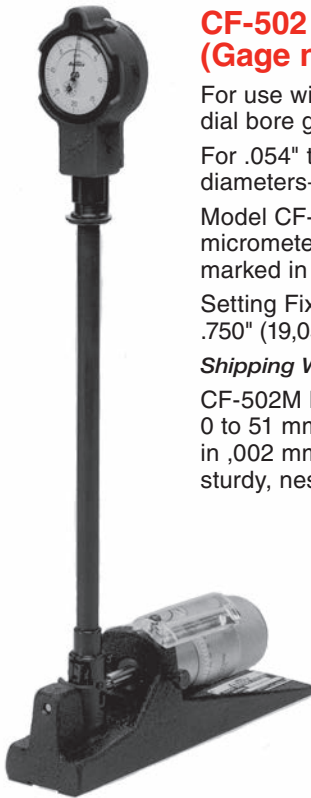 CF-502
(Gage
For use
dial bore
For .054"
diameters-
Model CF-
micromete
marked in
Setting Fix
.750" (19,0
Shipping
CF-502M
0 to 51 mm
in ,002 mm
sturdy, nes